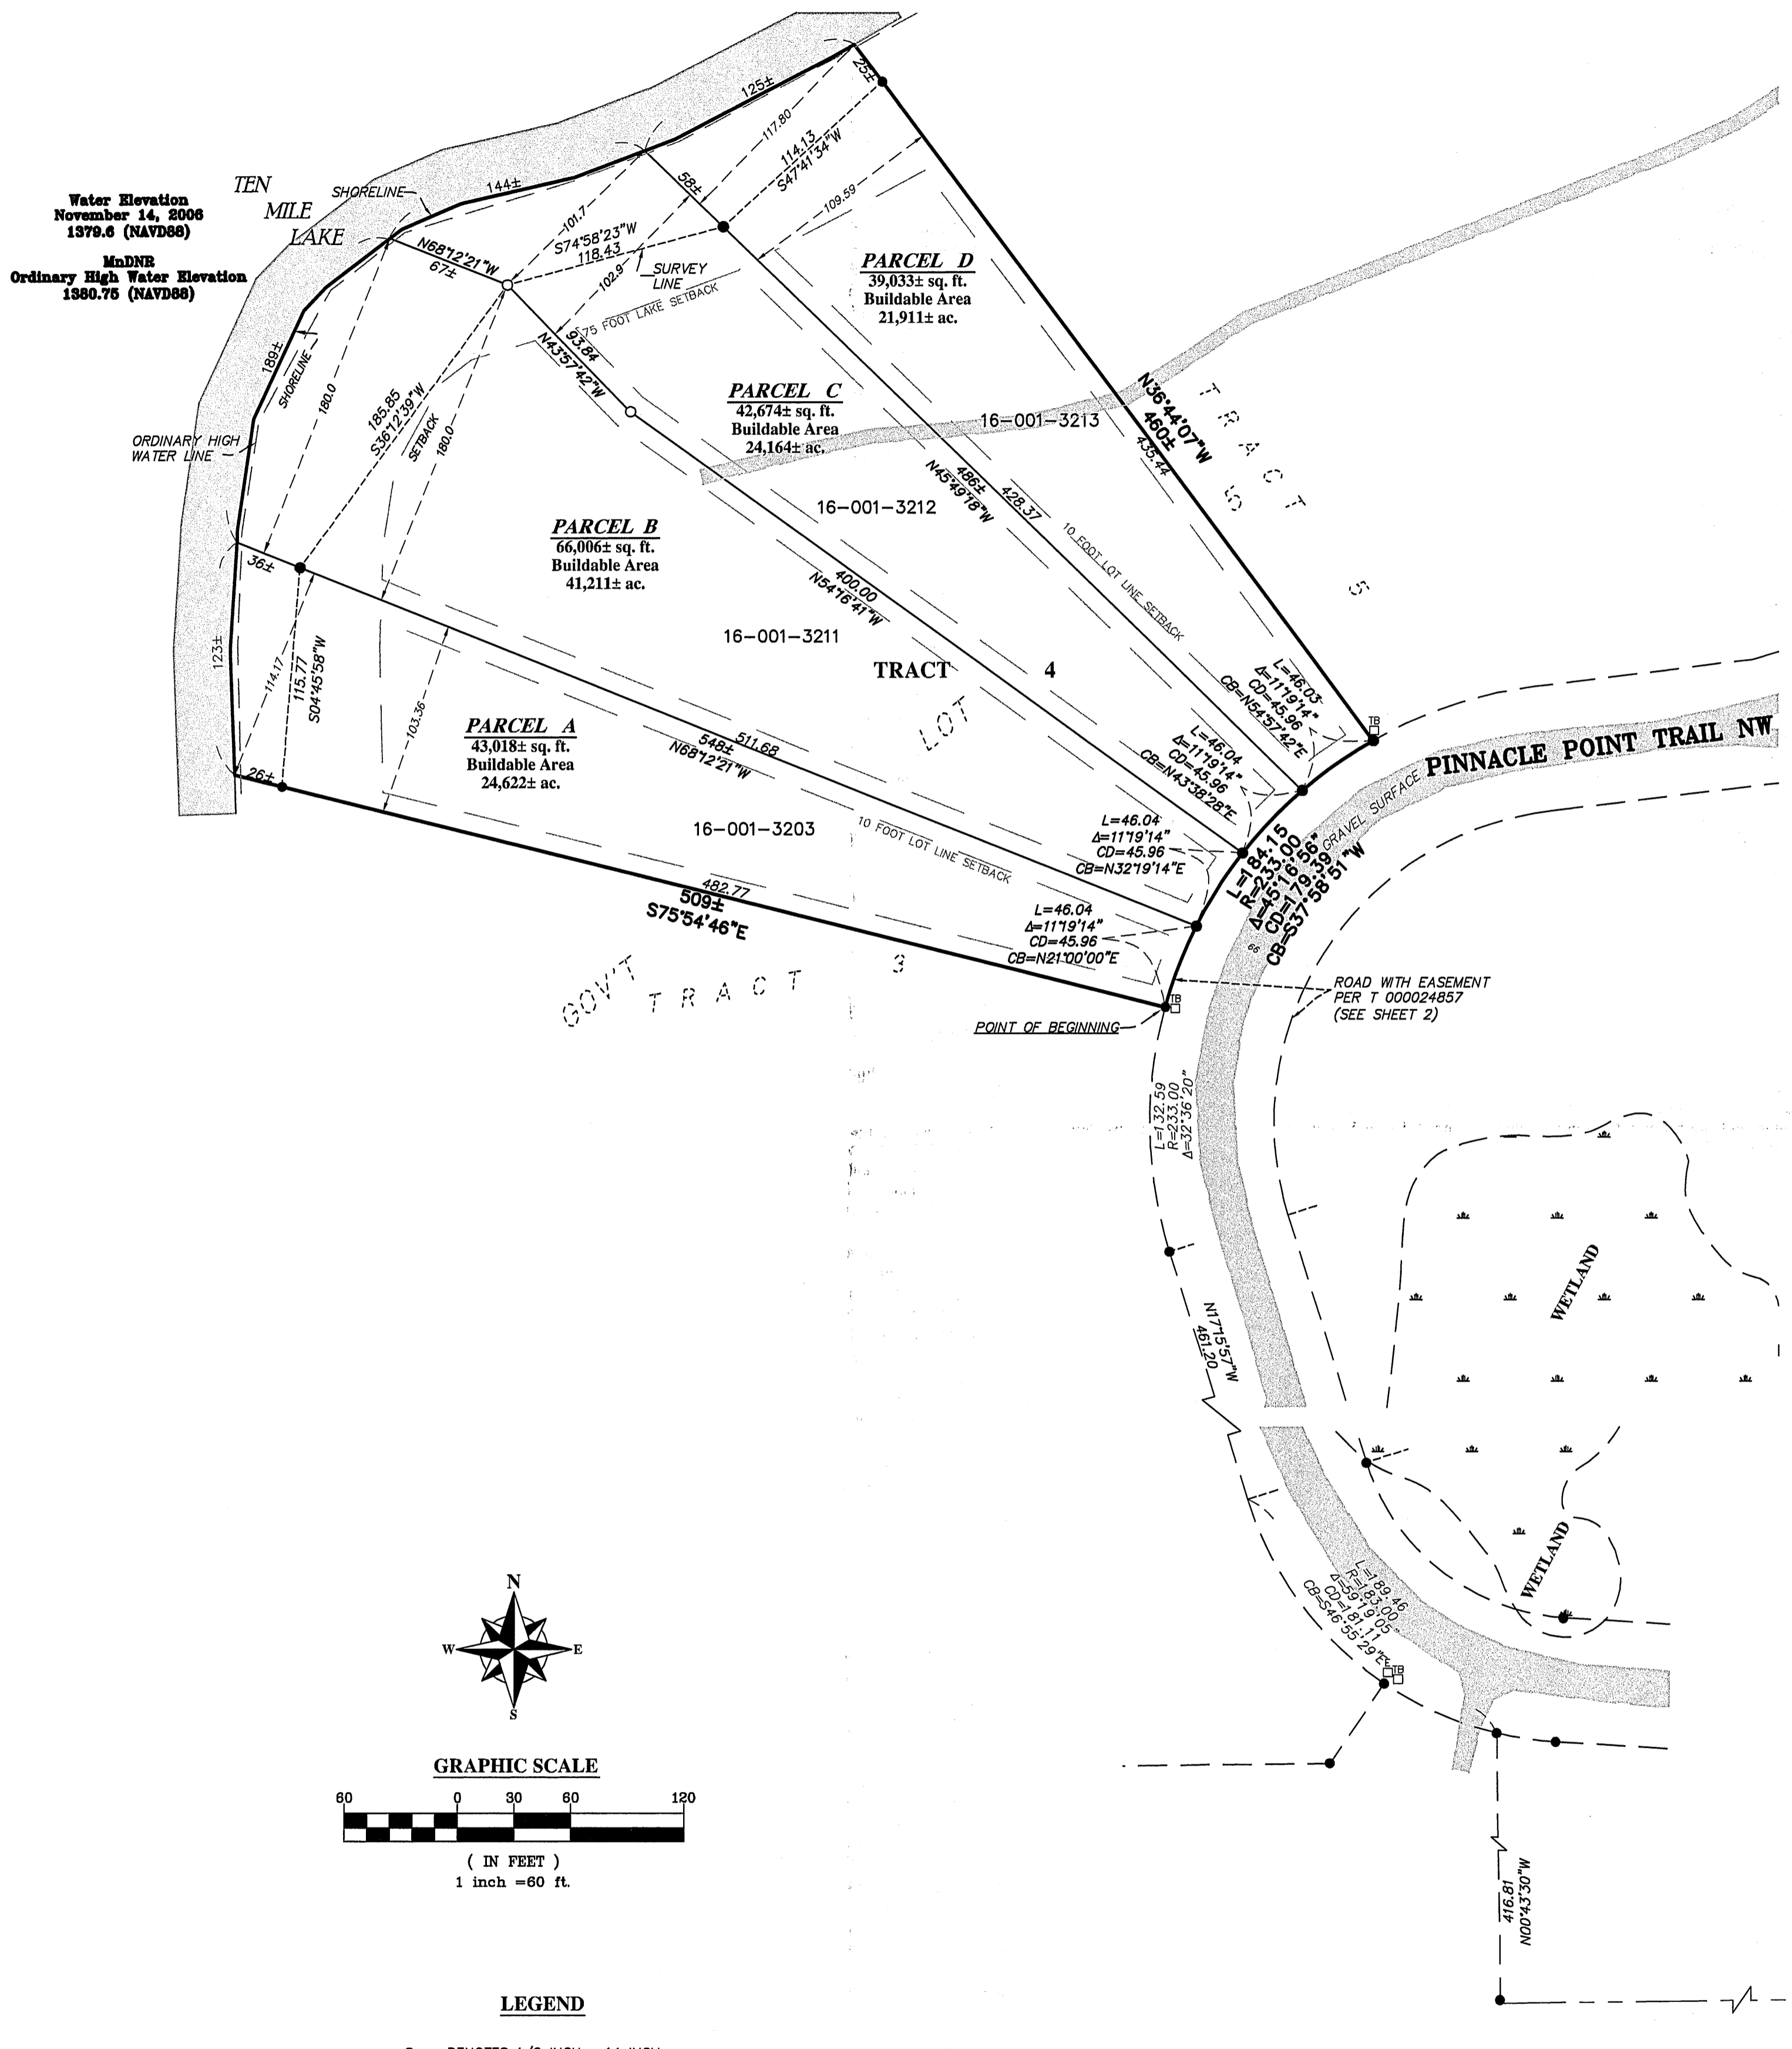 TEN
MILE
LAKE
Water Elevation
November 14, 2006
1379.6 (NAVD88)
MnDNR
Ordinary High Water Elevation
1380.75 (NAVD88)
SHORELINE
125±
25±
117.80
114.13
S47°41'34"W
144±
58±
109.59
101.7
S74°58'23"W
118.43
102.9
SURVEY
LINE
75 FOOT LAKE SETBACK
N68°12'21"W
67±
93.84
N43°57'42"W
189±
SHORELINE
180.0
185.85
S36°12'39"W
SETBACK
180.0
ORDINARY HIGH
WATER LINE
PARCEL D
39,033± sq. ft.
Buildable Area
21,911± ac.
PARCEL C
42,674± sq. ft.
Buildable Area
24,164± ac.
16-001-3213
N36°44'07"W
460±
435.44
TRACT
5
5
16-001-3212
486±
428.37
N45°49'18"W
10 FOOT LOT LINE SETBACK
PARCEL B
66,006± sq. ft.
Buildable Area
41,211± ac.
400.00
N54°16'41"W
16-001-3211
36±
123±
114.17
115.77
S04°45'58"W
103.36
TRACT 4
LOT
PARCEL A
43,018± sq. ft.
Buildable Area
24,622± ac.
511.68
548±
N68°12'21"W
26±
16-001-3203
10 FOOT LOT LINE SETBACK
482.77
509±
S75°54'46"E
GOV'T
TRACT 3
L=46.03
Δ=11°19'14"
CD=45.96
CB=N54°57'42"E
L=46.04
Δ=11°19'14"
CD=45.96
CB=N43°38'28"E
L=46.04
Δ=11°19'14"
CD=45.96
CB=N32°19'14"E
L=46.04
Δ=11°19'14"
CD=45.96
CB=N21°00'00"E
TB
PINNACLE POINT TRAIL NW
GRAVEL SURFACE
L=184.15
R=233.00
Δ=45°16'56"
CD=179.39
CB=S37°58'51"W
66
ROAD WITH EASEMENT
PER T 000024857
(SEE SHEET 2)
TB
POINT OF BEGINNING
L=132.59
R=233.00
Δ=32°36'20"
N17°15'57"W
461.20
WETLAND
WETLAND
L=189.46
R=183.00
Δ=59°19'05"
CD=181.11
CB=S46°55'29"E
E TB
416.81
N00°43'30"W
N
W E
S
GRAPHIC SCALE
60 0 30 60 120
( IN FEET )
1 inch =60 ft.
LEGEND